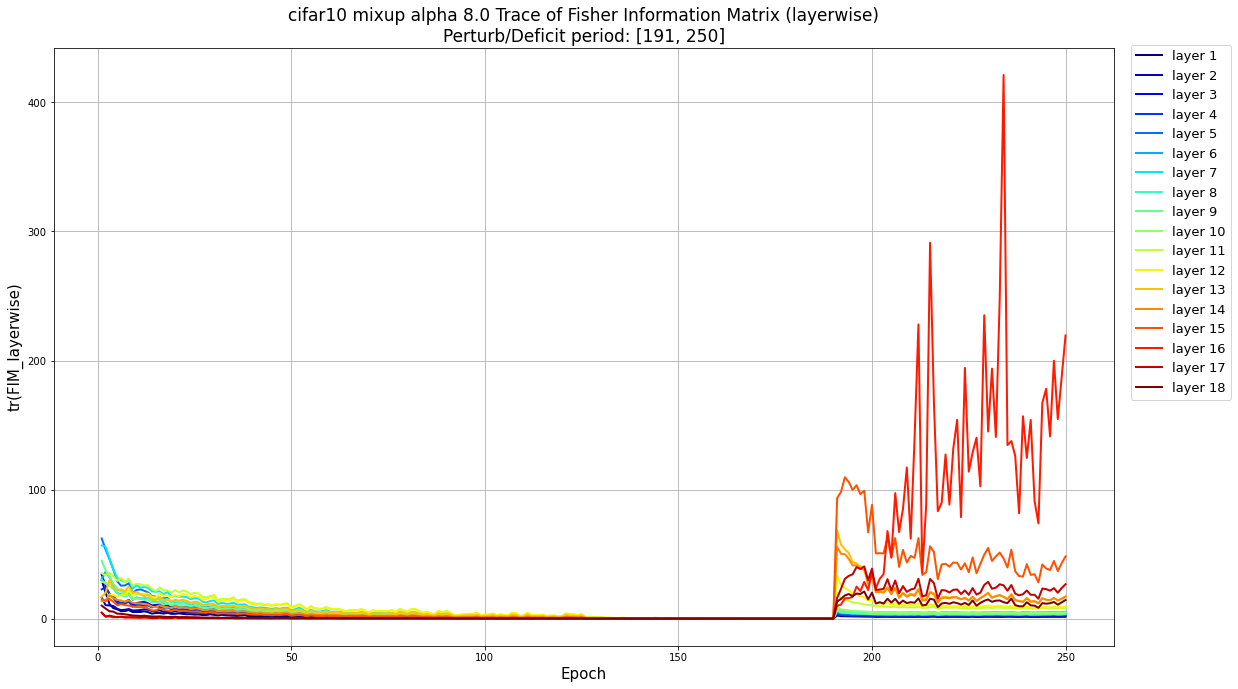 cifar10 mixup alpha 8.0 Trace of Fisher Information Matrix (layerwise)
Perturb/Deficit period: [191, 250]
layer 1
layer 2
layer 3
layer 4
layer 5
layer 6
layer 7
layer 8
layer 9
layer 10
layer 11
layer 12
layer 13
layer 14
layer 15
layer 16
layer 17
layer 18
tr(FIM_layerwise)
400
300
200
100
0
0
50
100
150
200
250
Epoch